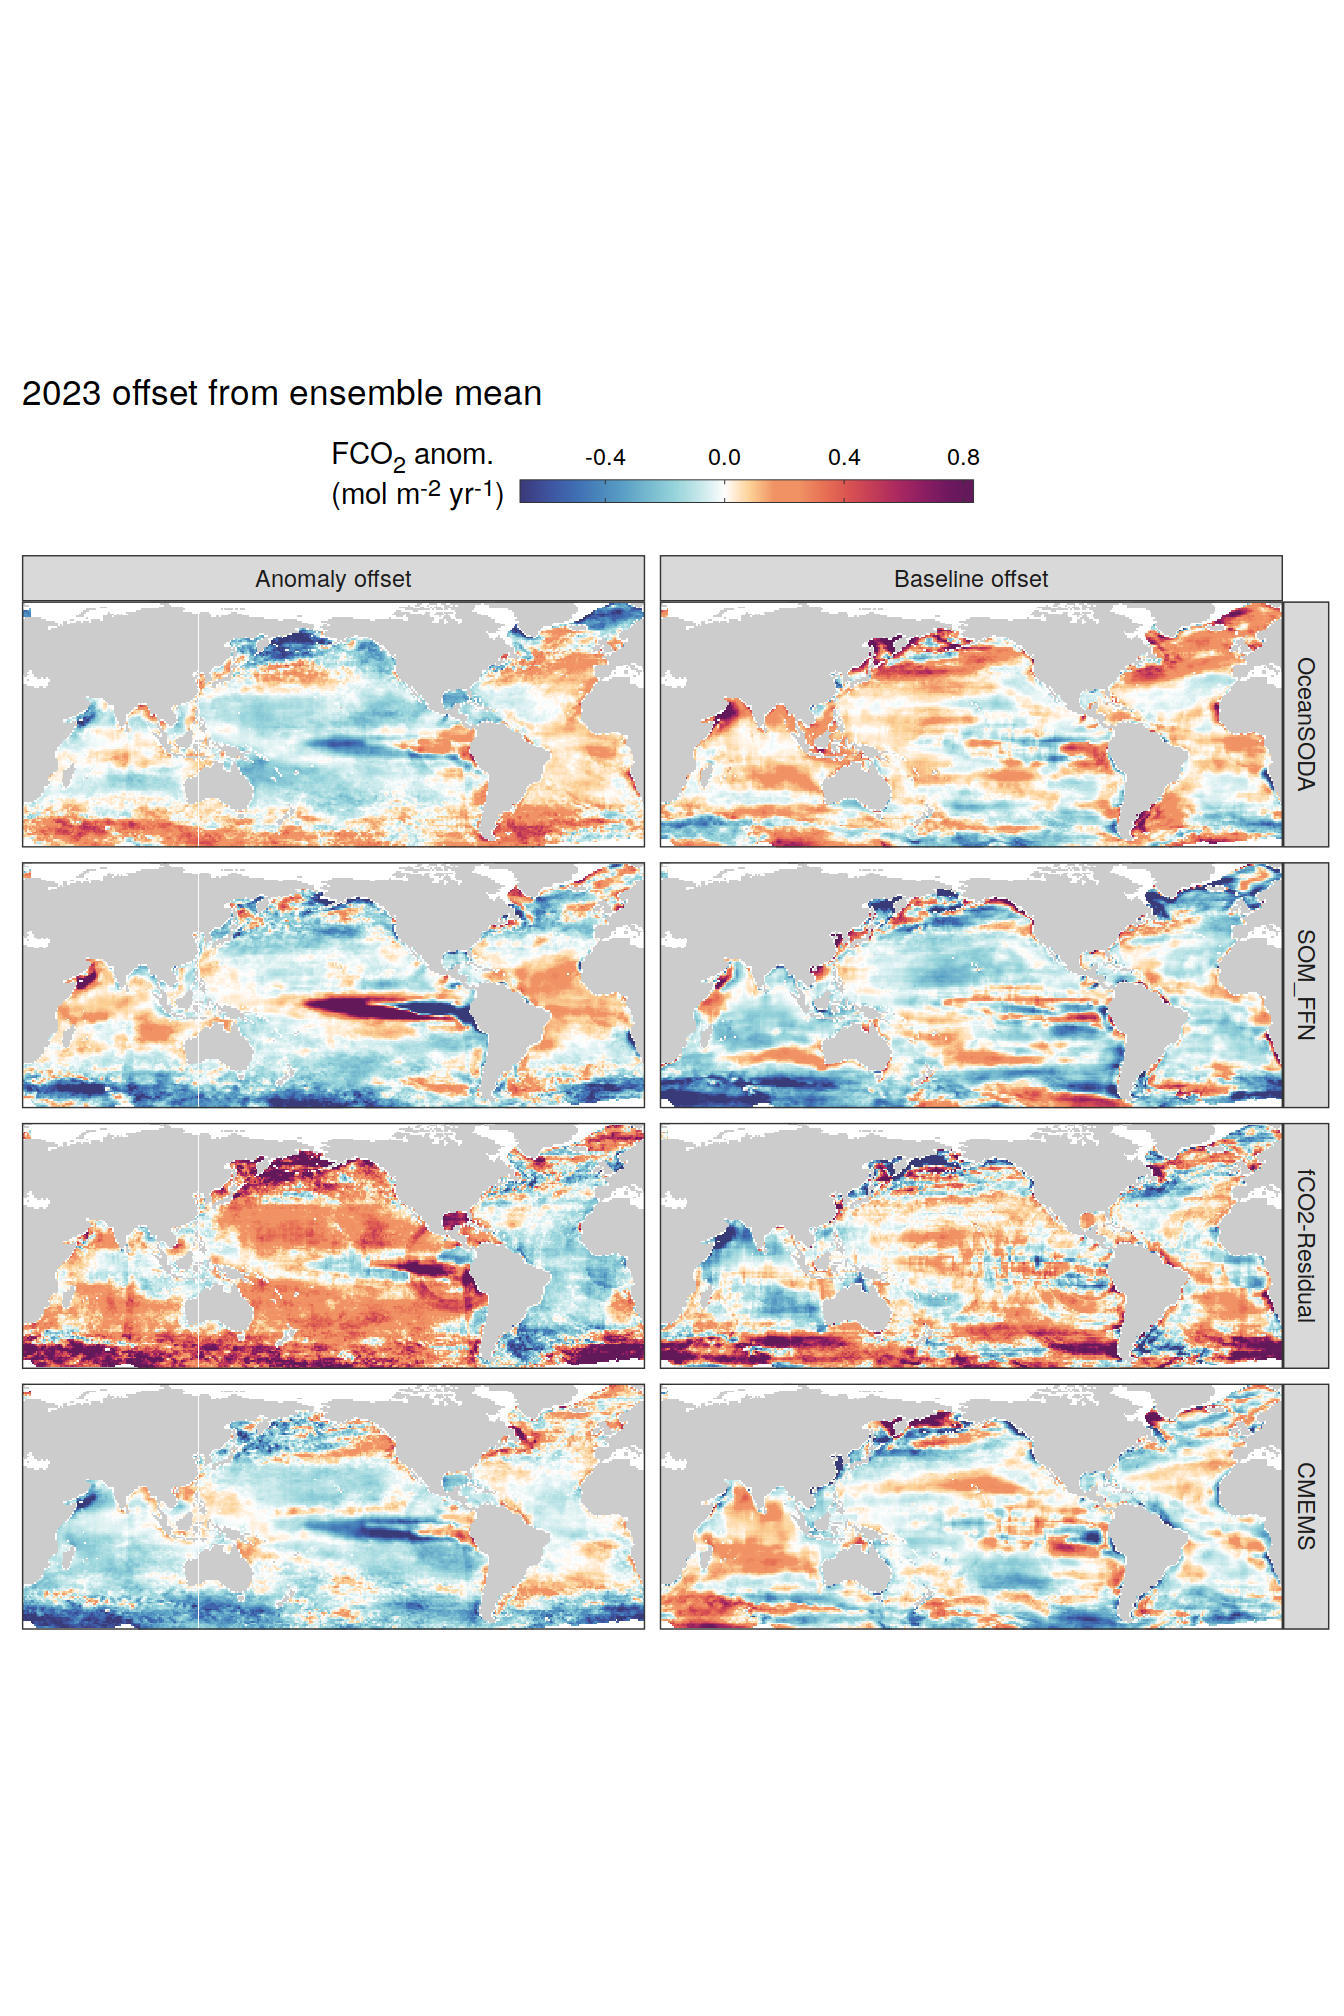 2023 offset from ensemble mean
FCO₂ anom.
(mol m⁻² yr⁻¹)
-0.4 0.0 0.4 0.8
Anomaly offset
Baseline offset
OceanSODA
SOM_FFN
fCO2-Residual
CMEMS